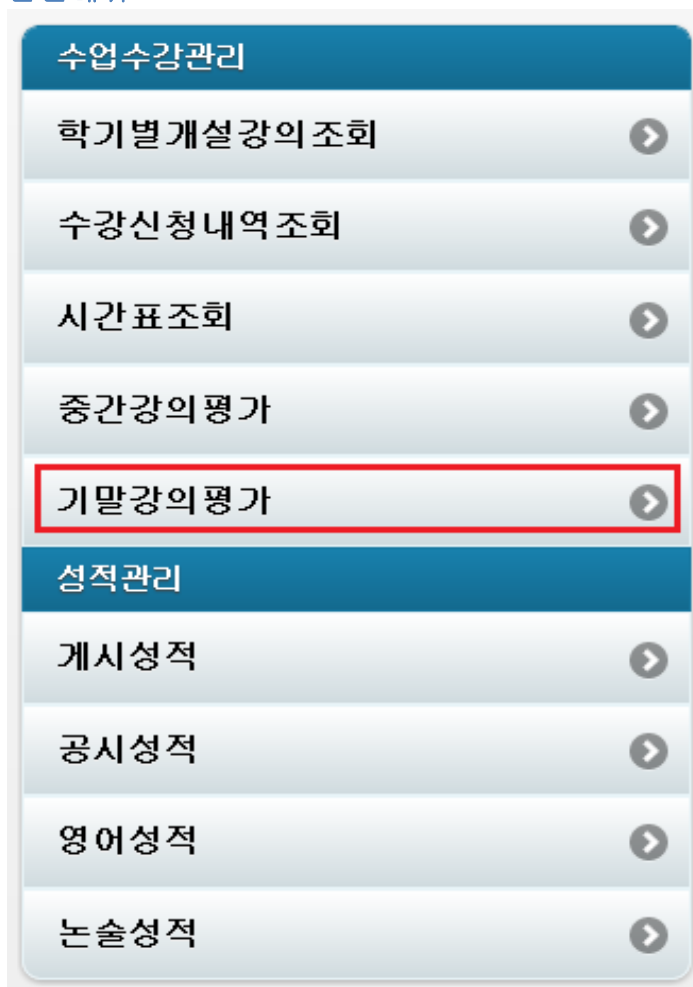 수업수강관리
학기별개설강의조회
수강신청내역조회
시간표조회
중간강의평가
기말강의평가
성적관리
게시성적
공시성적
영어성적
논술성적